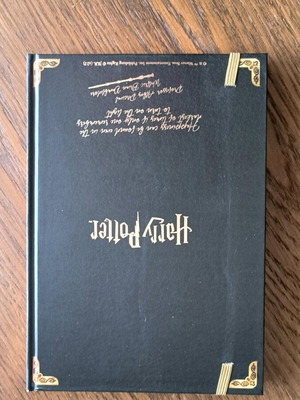 Harry Potter
Happiness can be found even in the
darkest of times if only one remembers
to turn on the light
Professor Albus Percival
Wulfric Brian Dumbledore